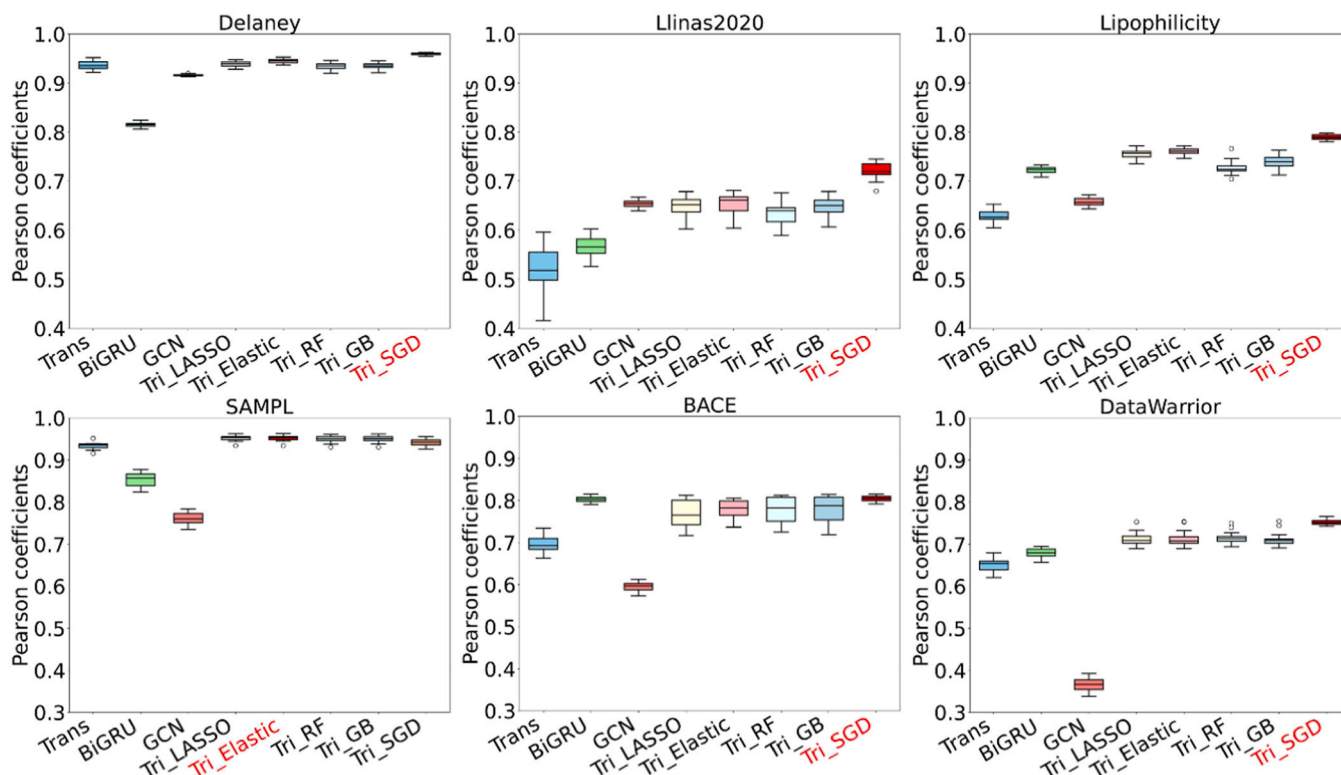 Delaney
Pearson coefficients
1.0
0.9
0.8
0.7
0.6
0.5
0.4
Trans
BiGRU
GCN
Tri_LASSO
Tri_Elastic
Tri_RF
Tri_GB
Tri_SGD
Llinas2020
Pearson coefficients
1.0
0.9
0.8
0.7
0.6
0.5
0.4
Trans
BiGRU
GCN
Tri_LASSO
Tri_Elastic
Tri_RF
Tri_GB
Tri_SGD
Lipophilicity
Pearson coefficients
1.0
0.9
0.8
0.7
0.6
0.5
0.4
Trans
BiGRU
GCN
Tri_LASSO
Tri_Elastic
Tri_RF
Tri_GB
Tri_SGD
SAMPL
Pearson coefficients
1.0
0.9
0.8
0.7
0.6
0.5
0.4
0.3
Trans
BiGRU
GCN
Tri_LASSO
Tri_Elastic
Tri_RF
Tri_GB
Tri_SGD
BACE
Pearson coefficients
1.0
0.9
0.8
0.7
0.6
0.5
0.4
0.3
Trans
BiGRU
GCN
Tri_LASSO
Tri_Elastic
Tri_RF
Tri_GB
Tri_SGD
DataWarrior
Pearson coefficients
1.0
0.9
0.8
0.7
0.6
0.5
0.4
0.3
Trans
BiGRU
GCN
Tri_LASSO
Tri_Elastic
Tri_RF
Tri_GB
Tri_SGD